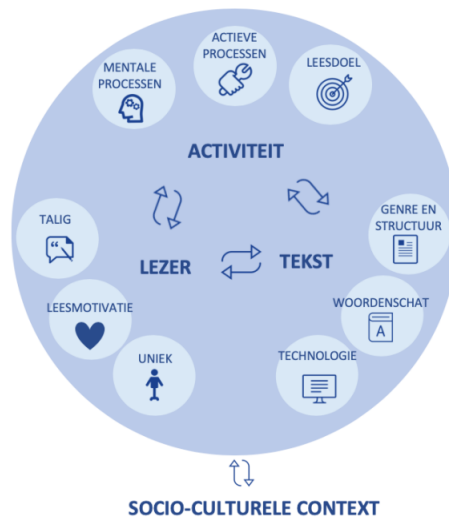 ACTIEVE
PROCESSEN
LEESDOEL
MENTALE
PROCESSEN
ACTIVITEIT
TALIG
GENRE EN
STRUCTUUR
LEZER
TEKST
LEESMOTIVATIE
WOORDENSCHAT
A
UNIEK
TECHNOLOGIE
SOCIO-CULTURELE CONTEXT